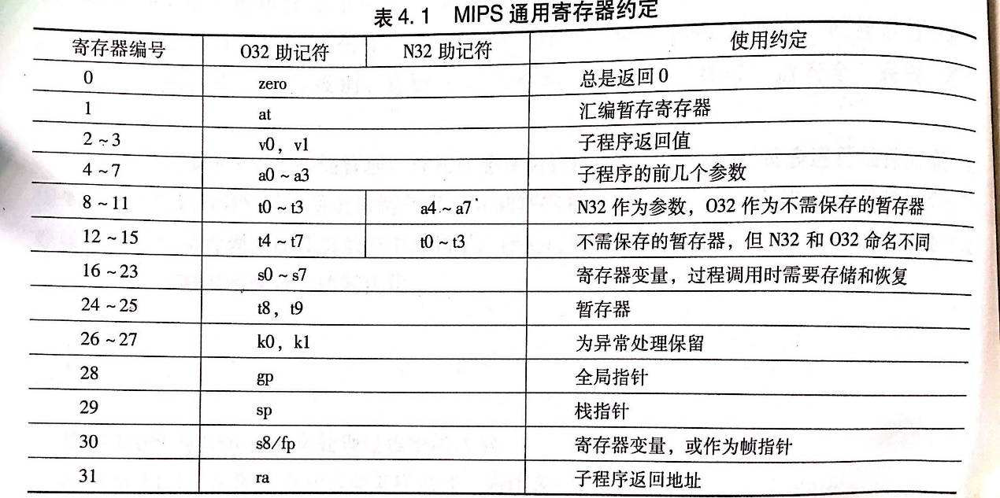 表 4.1 MIPS 通用寄存器约定
寄存器编号 O32 助记符 N32 助记符 使用约定
0 zero 总是返回 0
1 at 汇编暂存寄存器
2 ~ 3 v0, v1 子程序返回值
4 ~ 7 a0 ~ a3 子程序的前几个参数
8 ~ 11 t0 ~ t3 a4 ~ a7 N32 作为参数，O32 作为不需保存的暂存器
12 ~ 15 t4 ~ t7 t0 ~ t3 不需保存的暂存器，但 N32 和 O32 命名不同
16 ~ 23 s0 ~ s7 寄存器变量，过程调用时需要存储和恢复
24 ~ 25 t8, t9 暂存器
26 ~ 27 k0, k1 为异常处理保留
28 gp 全局指针
29 sp 栈指针
30 s8/fp 寄存器变量，或作为帧指针
31 ra 子程序返回地址